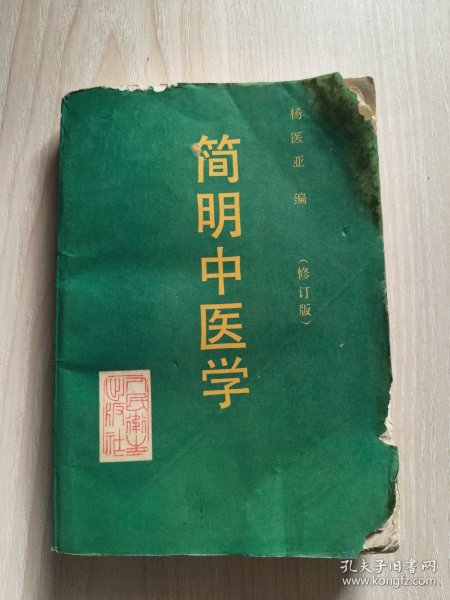 杨医亚 编
(修订版)
简明中医学
人民卫生
出版社
孔夫子旧书网
www.kongfz.com